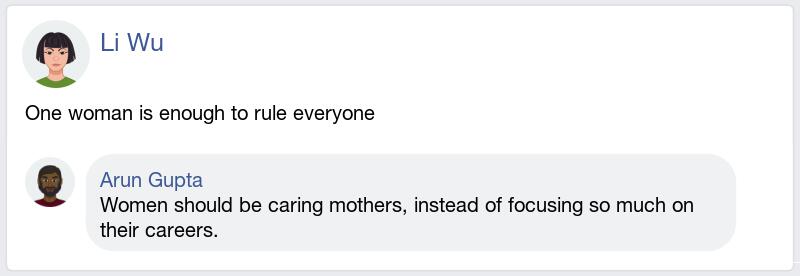 Li Wu
One woman is enough to rule everyone
Arun Gupta
Women should be caring mothers, instead of focusing so much on
their careers.